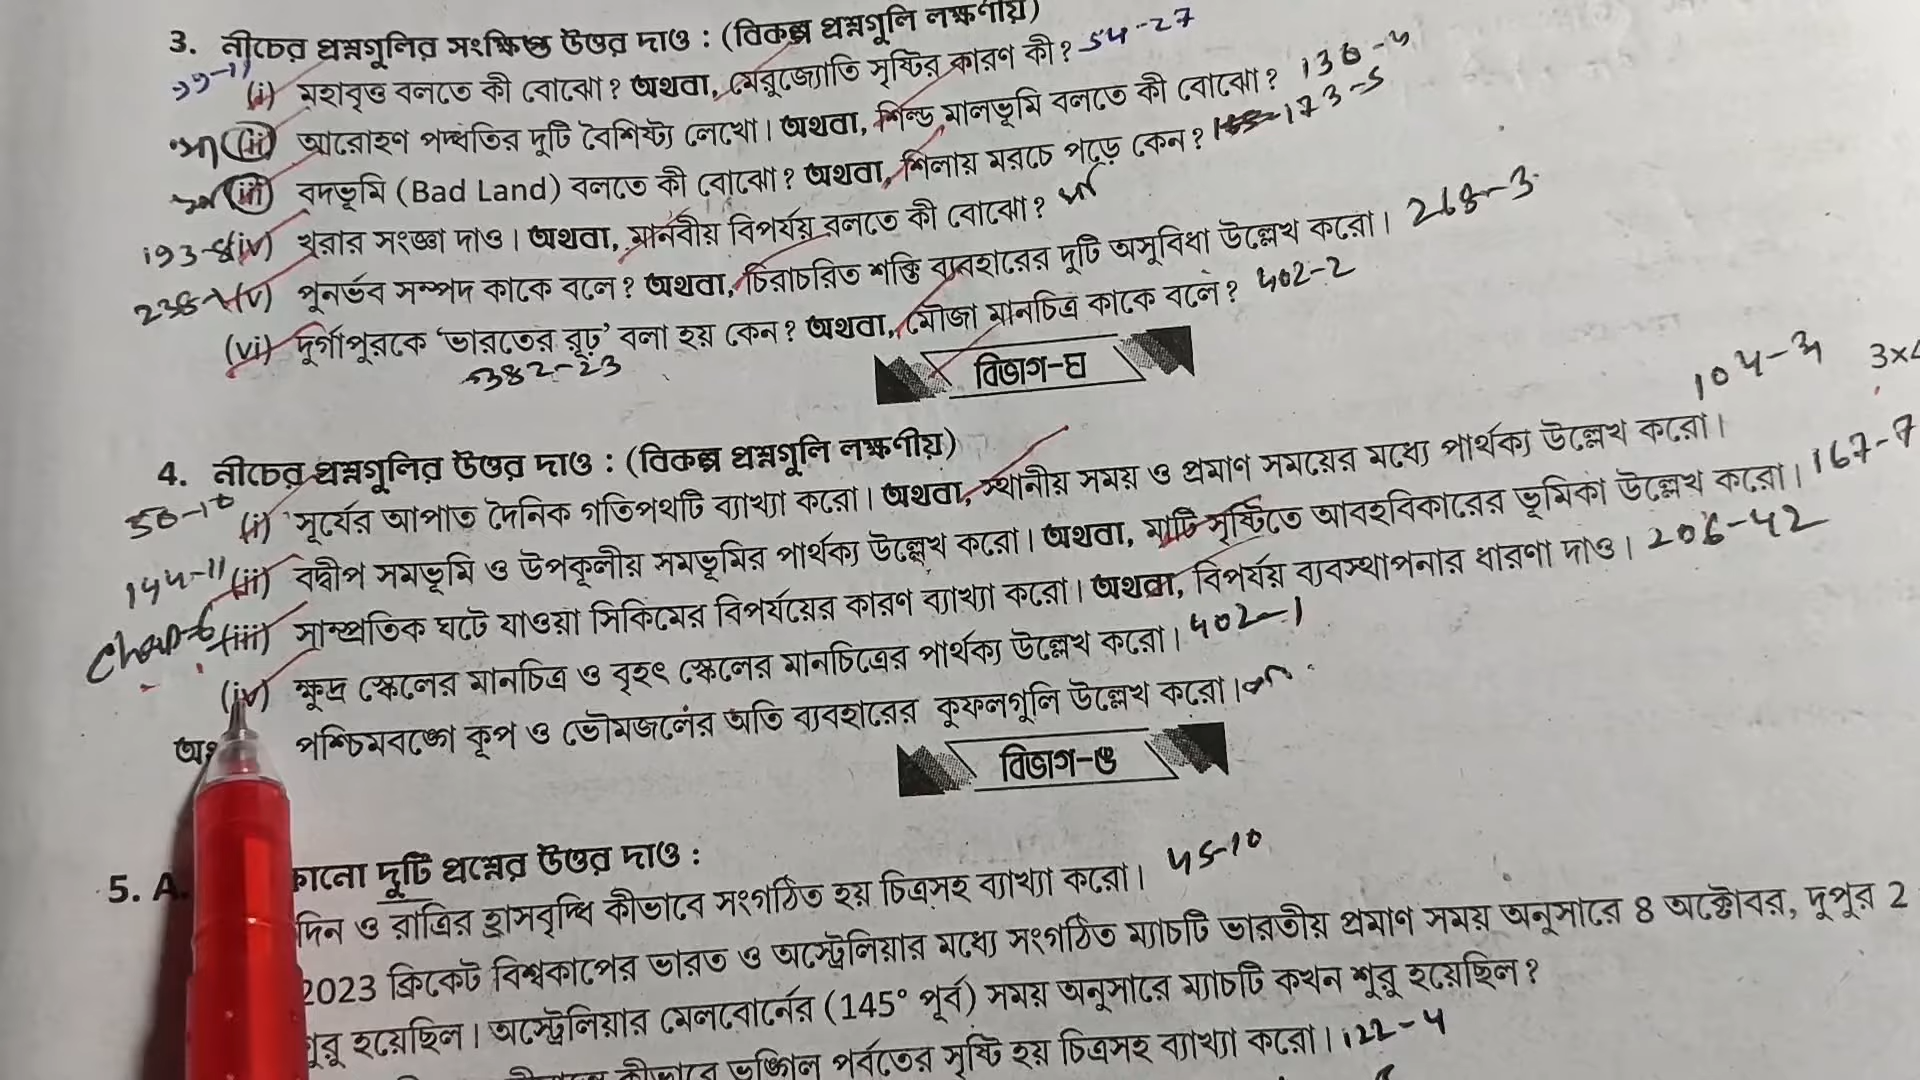 3. নীচের প্রশ্নগুলির সংক্ষিপ্ত উত্তর দাও : (বিকল্প প্রশ্নগুলি লক্ষণীয়)
(i) মহাবৃত্ত বলতে কী বোঝো? অথবা, মেরুজ্যোতি সৃষ্টির কারণ কী? 54-27
(ii) আরোহণ পদ্ধতির দুটি বৈশিষ্ট্য লেখো। অথবা, শিল্ড মালভূমি বলতে কী বোঝো?
(iii) বদভূমি (Bad Land) বলতে কী বোঝো? অথবা, শিলায় মরচে পড়ে কেন? 173-5
193-8 (iv) খরার সংজ্ঞা দাও। অথবা, মানবীয় বিপর্যয় বলতে কী বোঝো?
(v) পুনর্ভব সম্পদ কাকে বলে? অথবা, চিরাচরিত শক্তি ব্যবহারের দুটি অসুবিধা উল্লেখ করো। 268-3
(vi) দুর্গাপুরকে ‘ভারতের রূঢ়’ বলা হয় কেন? অথবা, মৌজা মানচিত্র কাকে বলে? 402-2
382-23
বিভাগ-ঘ
3×4
4. নীচের প্রশ্নগুলির উত্তর দাও : (বিকল্প প্রশ্নগুলি লক্ষণীয়)
(i) সূর্যের আপাত দৈনিক গতিপথটি ব্যাখ্যা করো। অথবা, স্থানীয় সময় ও প্রমাণ সময়ের মধ্যে পার্থক্য উল্লেখ করো।
(ii) বদ্বীপ সমভূমি ও উপকূলীয় সমভূমির পার্থক্য উল্লেখ করো। অথবা, মাটি সৃষ্টিতে আবহবিকারের ভূমিকা উল্লেখ করো। 167-7
(iii) সাম্প্রতিক ঘটে যাওয়া সিকিমের বিপর্যয়ের কারণ ব্যাখ্যা করো। অথবা, বিপর্যয় ব্যবস্থাপনার ধারণা দাও। 206-42
(iv) ক্ষুদ্র স্কেলের মানচিত্র ও বৃহৎ স্কেলের মানচিত্রের পার্থক্য উল্লেখ করো। 402-1
পশ্চিমবঙ্গে কূপ ও ভৌমজলের অতি ব্যবহারের কুফলগুলি উল্লেখ করো।
বিভাগ-ঙ
5. A. দুটি প্রশ্নের উত্তর দাও :
দিন ও রাত্রির হ্রাসবৃদ্ধি কীভাবে সংগঠিত হয় চিত্রসহ ব্যাখ্যা করো। 45-10
2023 ক্রিকেট বিশ্বকাপের ভারত ও অস্ট্রেলিয়ার মধ্যে সংগঠিত ম্যাচটি ভারতীয় প্রমাণ সময় অনুসারে 8 অক্টোবর, দুপুর 2
শুরু হয়েছিল। অস্ট্রেলিয়ার মেলবোর্নের (145° পূর্ব) সময় অনুসারে ম্যাচটি কখন শুরু হয়েছিল?
কীভাবে ভঙ্গিল পর্বতের সৃষ্টি হয় চিত্রসহ ব্যাখ্যা করো। 122-4